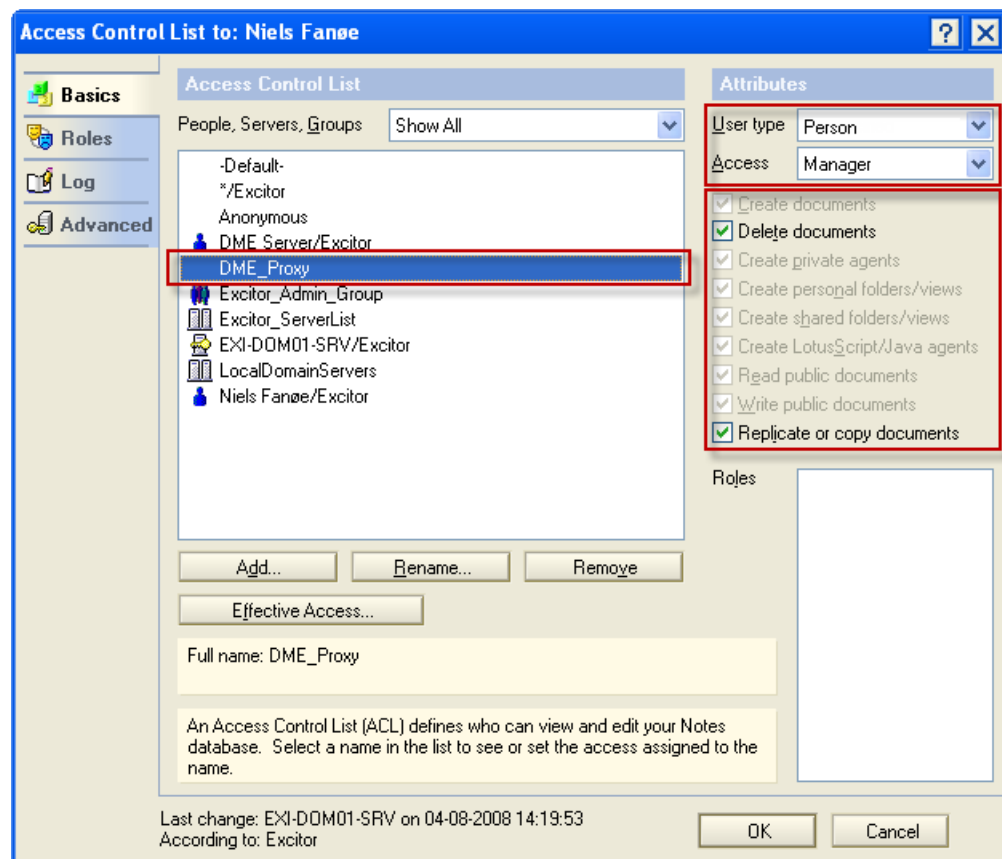 Access Control List to: Niels Fanøe
?
Basics
Roles
Log
Advanced
Access Control List
People, Servers, Groups
Show All
-Default-
*/Excitor
Anonymous
DME Server/Excitor
DME_Proxy
Excitor_Admin_Group
Excitor_ServerList
EXI-DOM01-SRV/Excitor
LocalDomainServers
Niels Fanøe/Excitor
Add...
Rename...
Remove
Effective Access...
Full name: DME_Proxy
An Access Control List (ACL) defines who can view and edit your Notes
database. Select a name in the list to see or set the access assigned to the
name.
Attributes
User type
Person
Access
Manager
Create documents
Delete documents
Create private agents
Create personal folders/views
Create shared folders/views
Create LotusScript/Java agents
Read public documents
Write public documents
Replicate or copy documents
Roles
Last change: EXI-DOM01-SRV on 04-08-2008 14:19:53
According to: Excitor
OK
Cancel